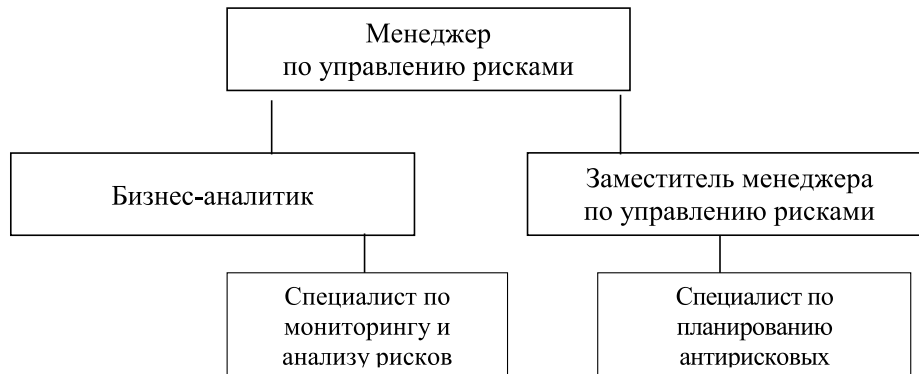 Менеджер
по управлению рисками
Бизнес-аналитик
Заместитель менеджера
по управлению рисками
Специалист по
мониторингу и
анализу рисков
Специалист по
планированию
антирисковых